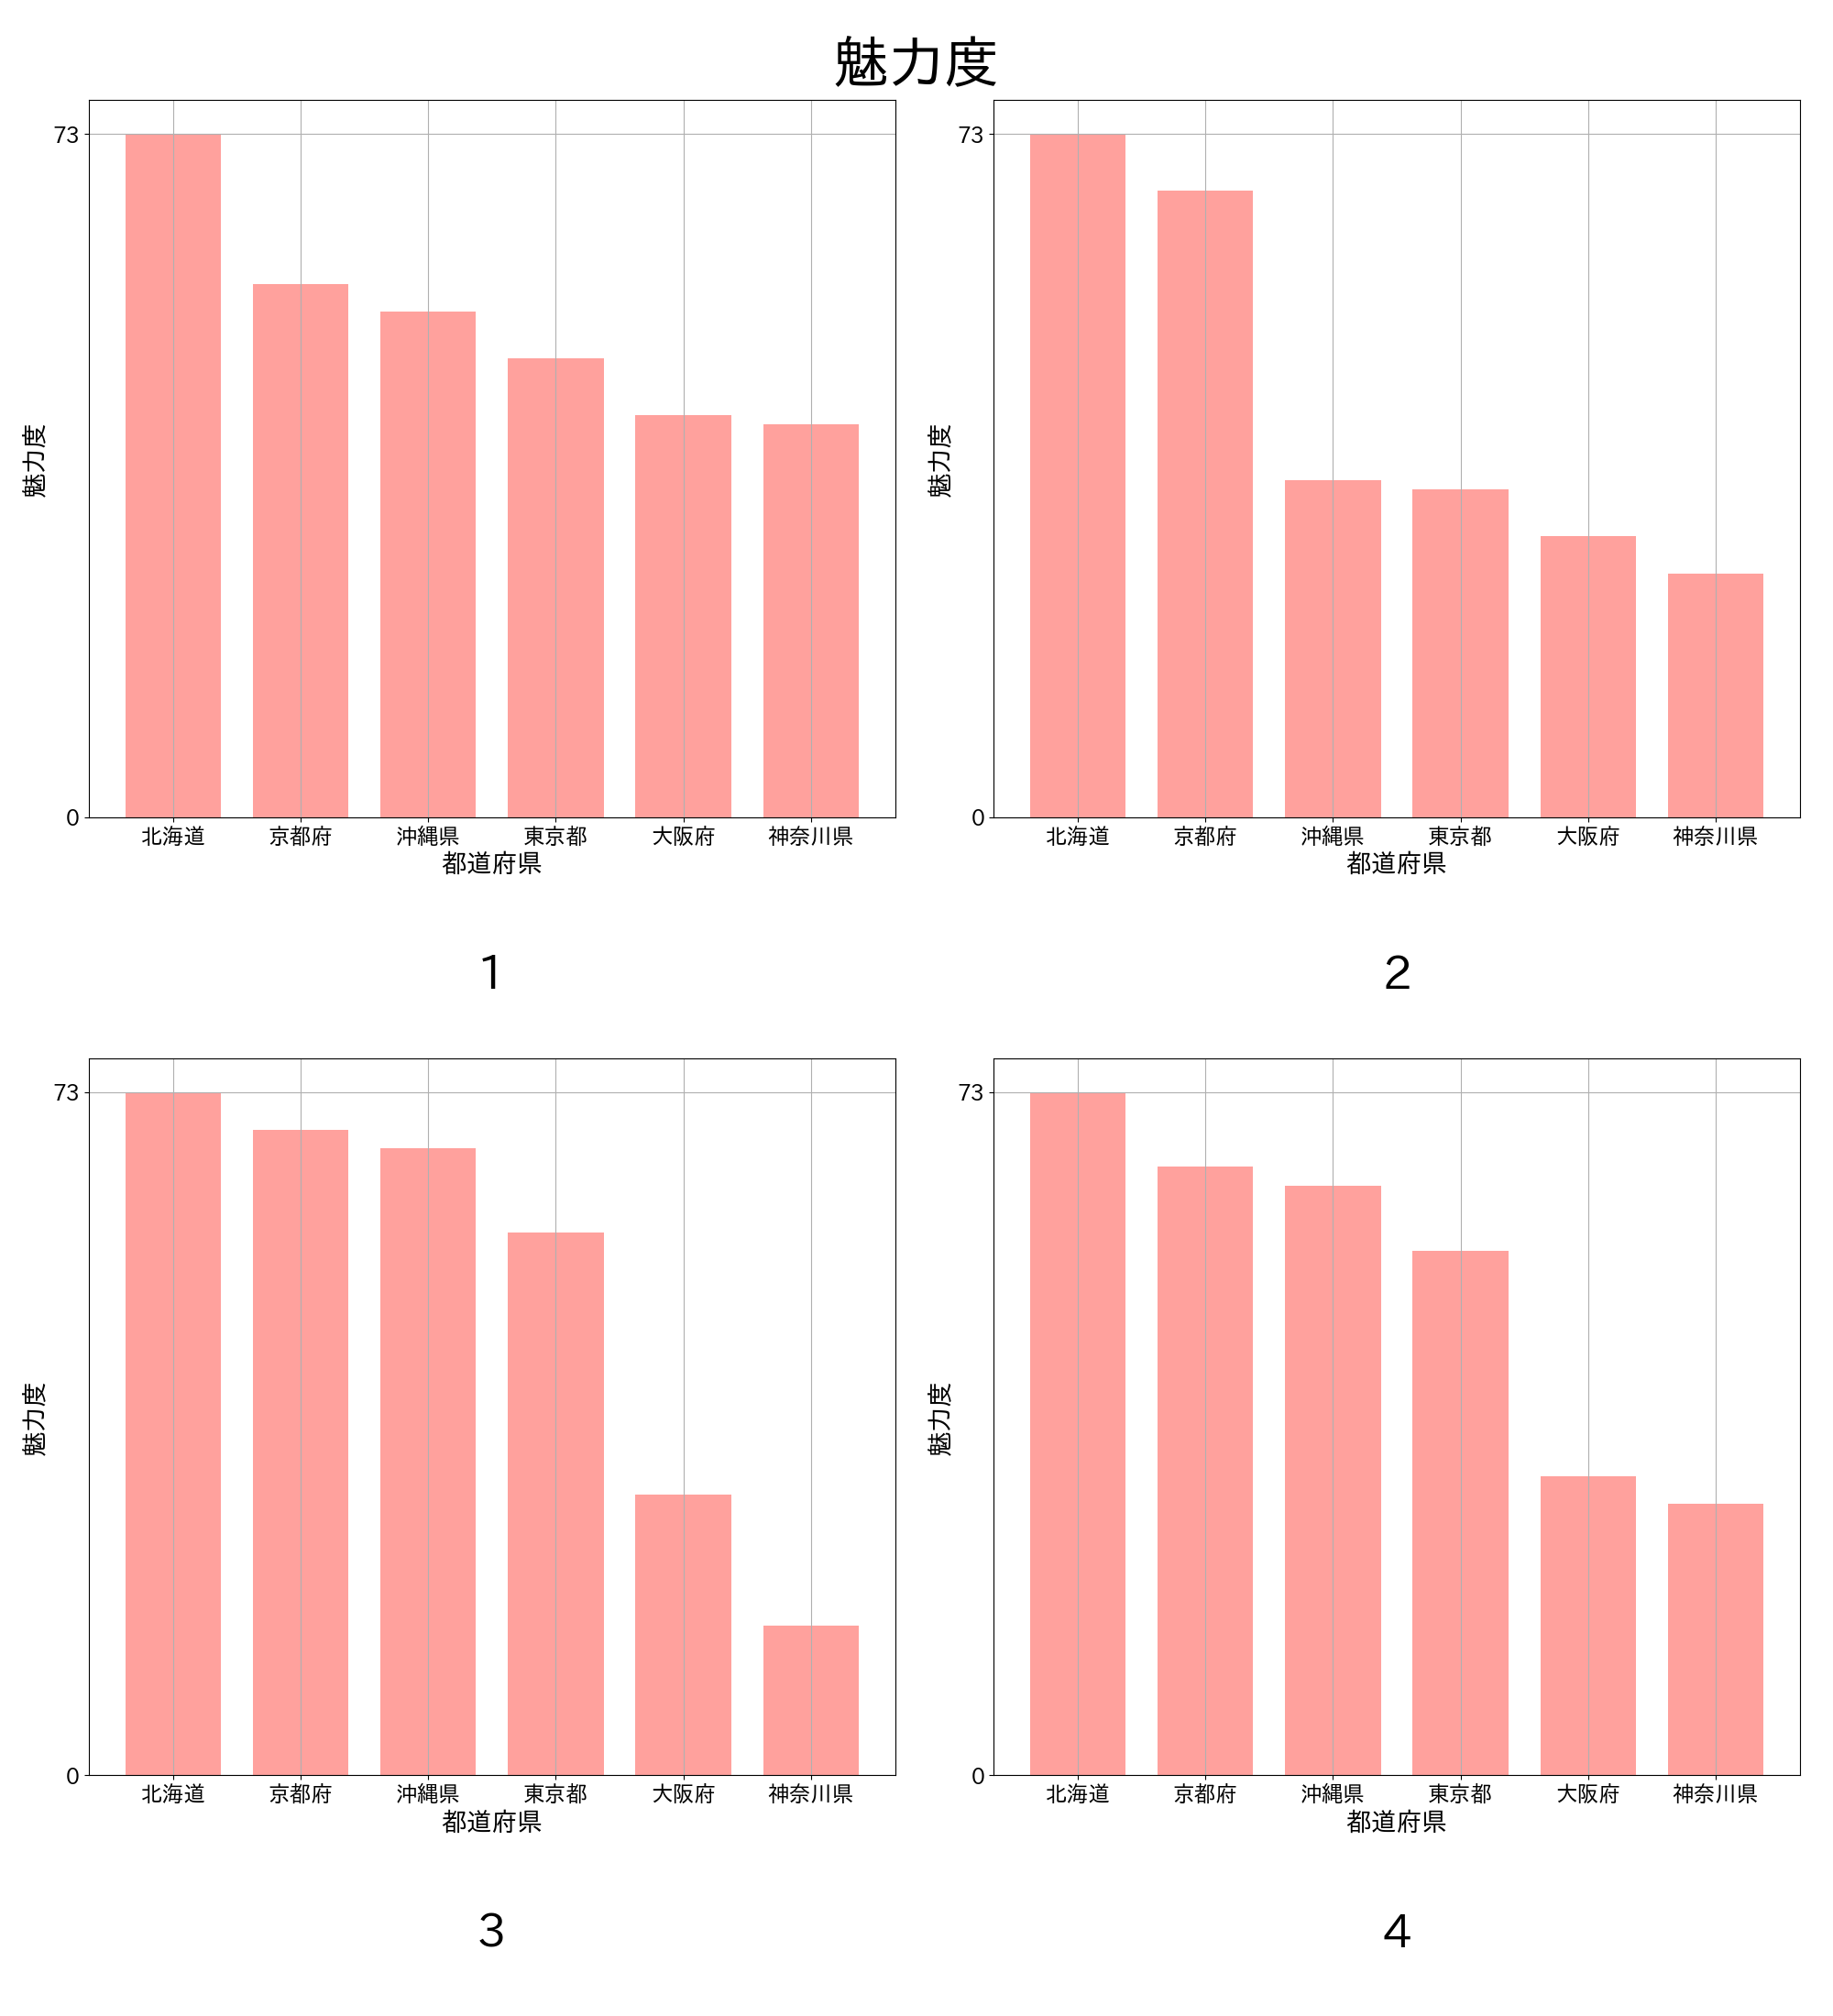 魅力度
73
0
魅力度
北海道 京都府 沖縄県 東京都 大阪府 神奈川県
都道府県
1
73
0
魅力度
北海道 京都府 沖縄県 東京都 大阪府 神奈川県
都道府県
2
73
0
魅力度
北海道 京都府 沖縄県 東京都 大阪府 神奈川県
都道府県
3
73
0
魅力度
北海道 京都府 沖縄県 東京都 大阪府 神奈川県
都道府県
4